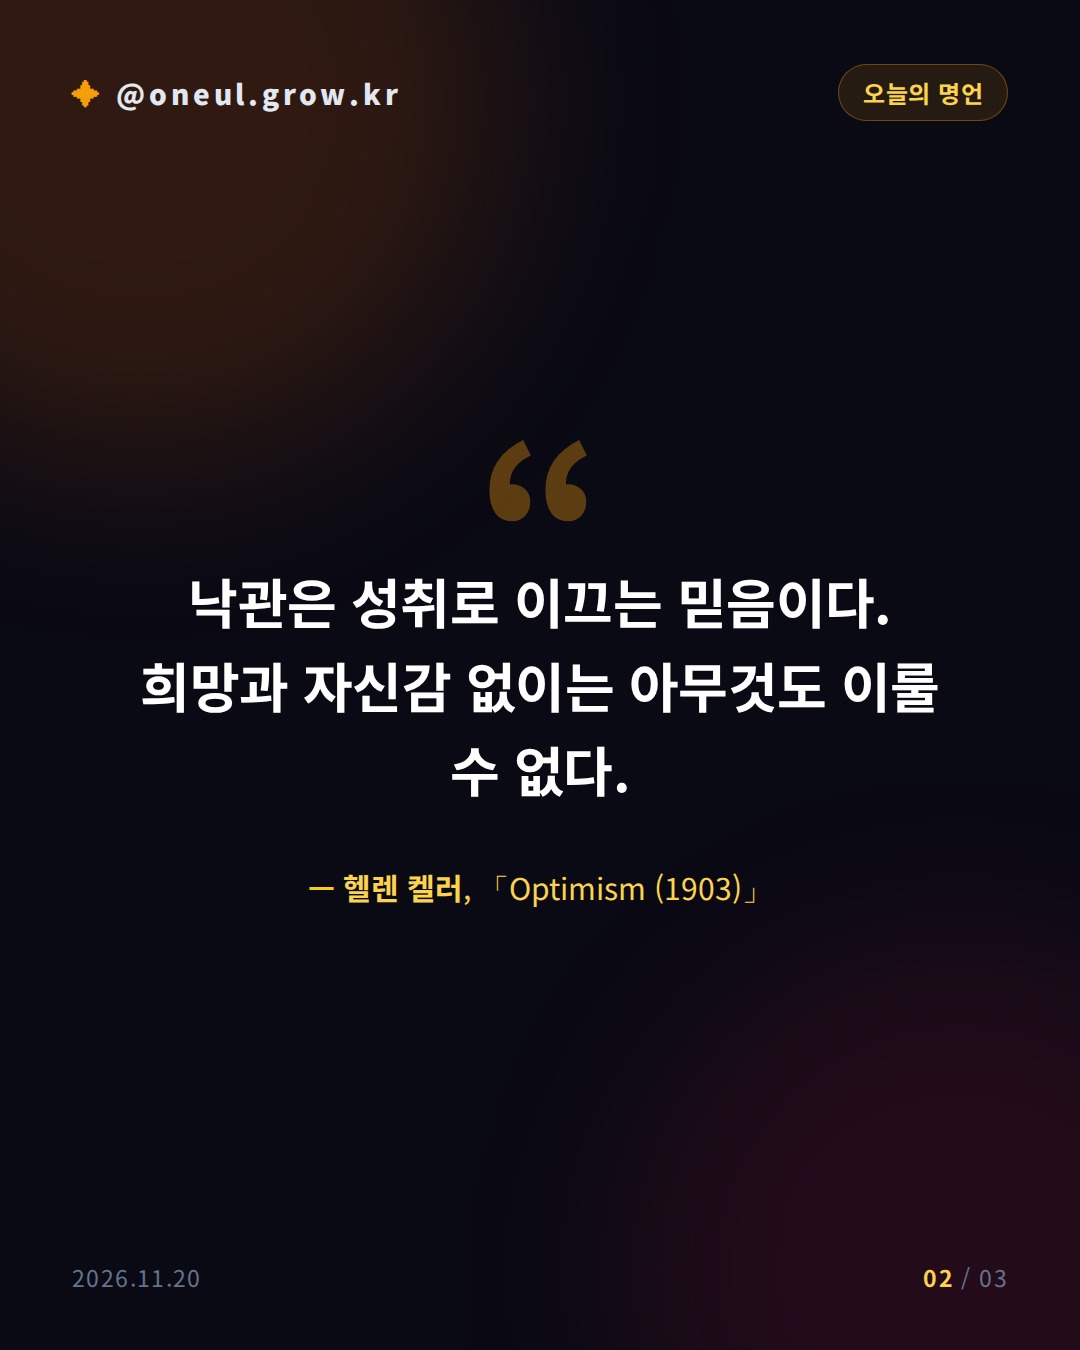 @oneul.grow.kr
오늘의 명언
“
낙관은 성취로 이끄는 믿음이다.
희망과 자신감 없이는 아무것도 이룰
수 없다.
— 헬렌 켈러, 「Optimism (1903)」
2026.11.20
02 / 03